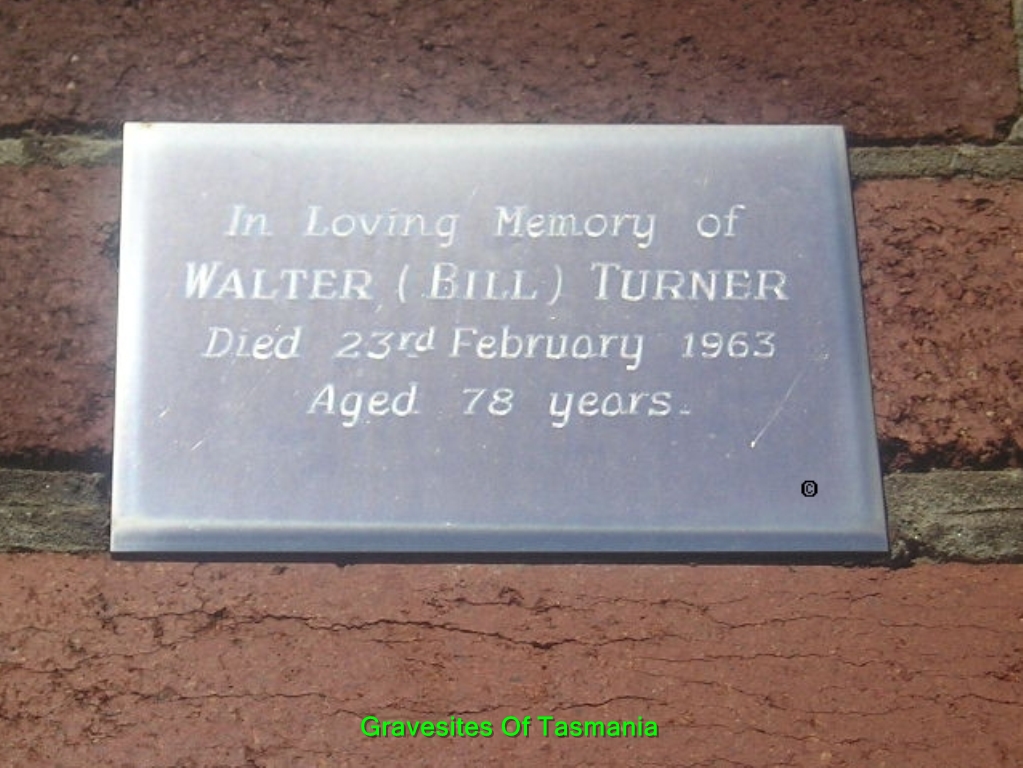 In Loving Memory of
WALTER (BILL) TURNER
Died 23rd February 1963
Aged 78 years.
©
Gravesites Of Tasmania